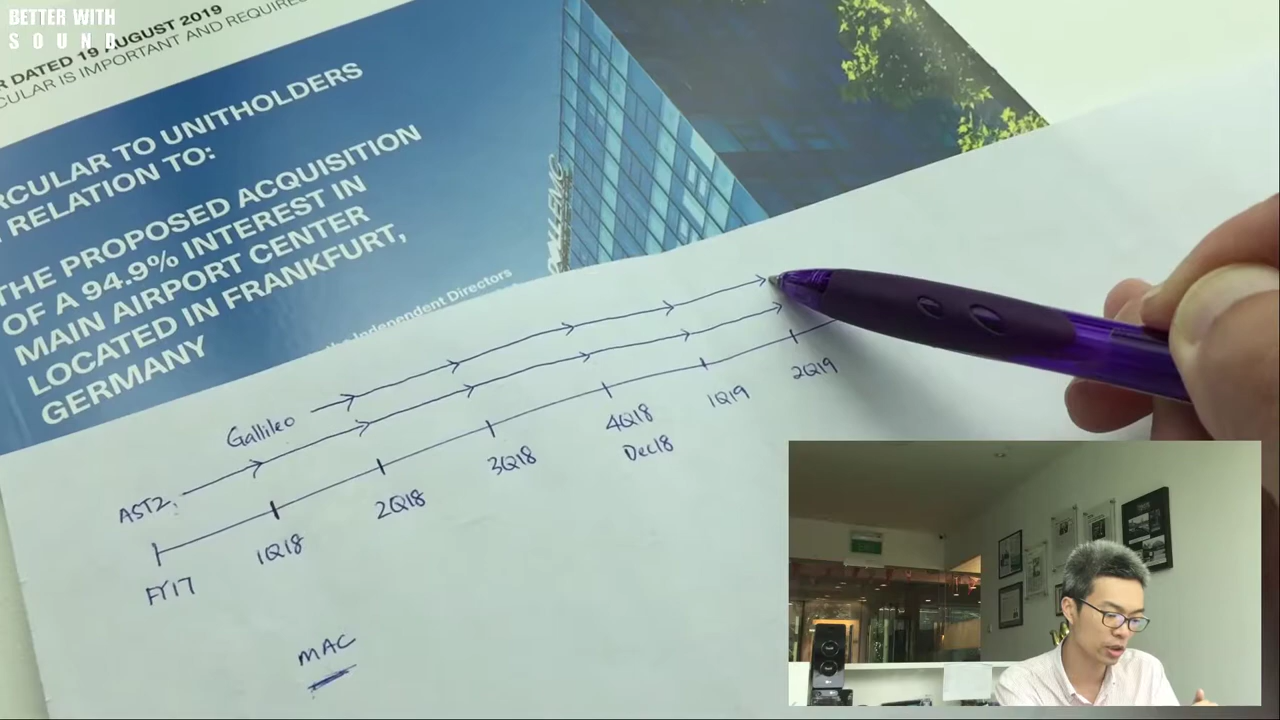 BETTER WITH
SOUND
R DATED 19 AUGUST 2019
CULAR IS IMPORTANT AND REQUIRES
RCULAR TO UNITHOLDERS
RELATION TO:
THE PROPOSED ACQUISITION
OF A 94.9% INTEREST IN
MAIN AIRPORT CENTER
LOCATED IN FRANKFURT,
GERMANY
Independent Directors
Gallileo
AST2
FY17
1Q18
2Q18
3Q18
4Q18
Dec18
1Q19
2Q19
MAC